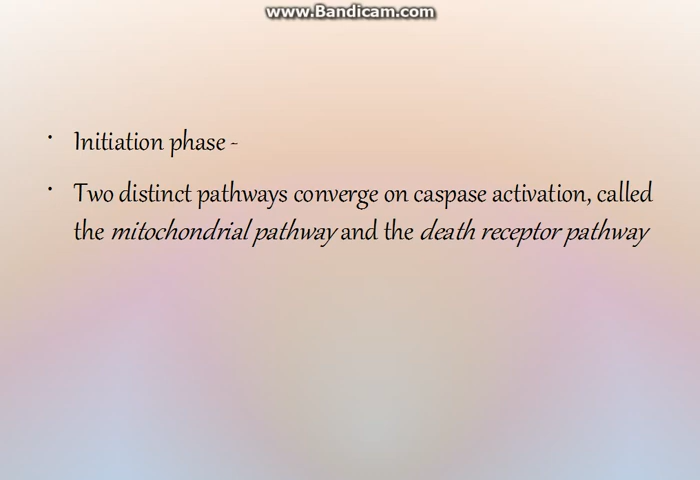 www.Bandicam.com
• Initiation phase -
• Two distinct pathways converge on caspase activation, called
the mitochondrial pathway and the death receptor pathway